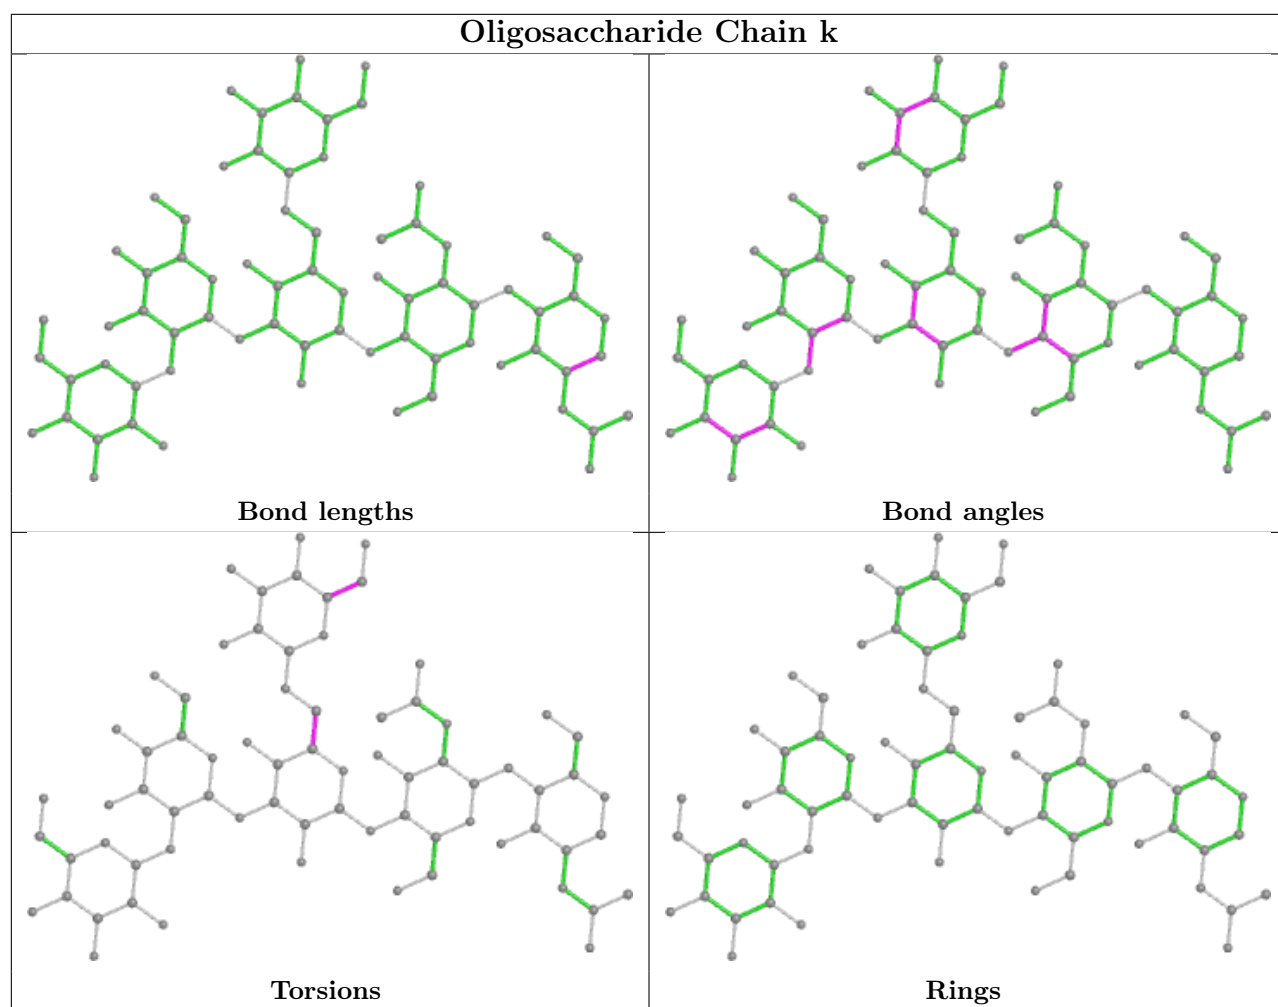 Oligosaccharide Chain k
Bond lengths
Bond angles
Torsions
Rings